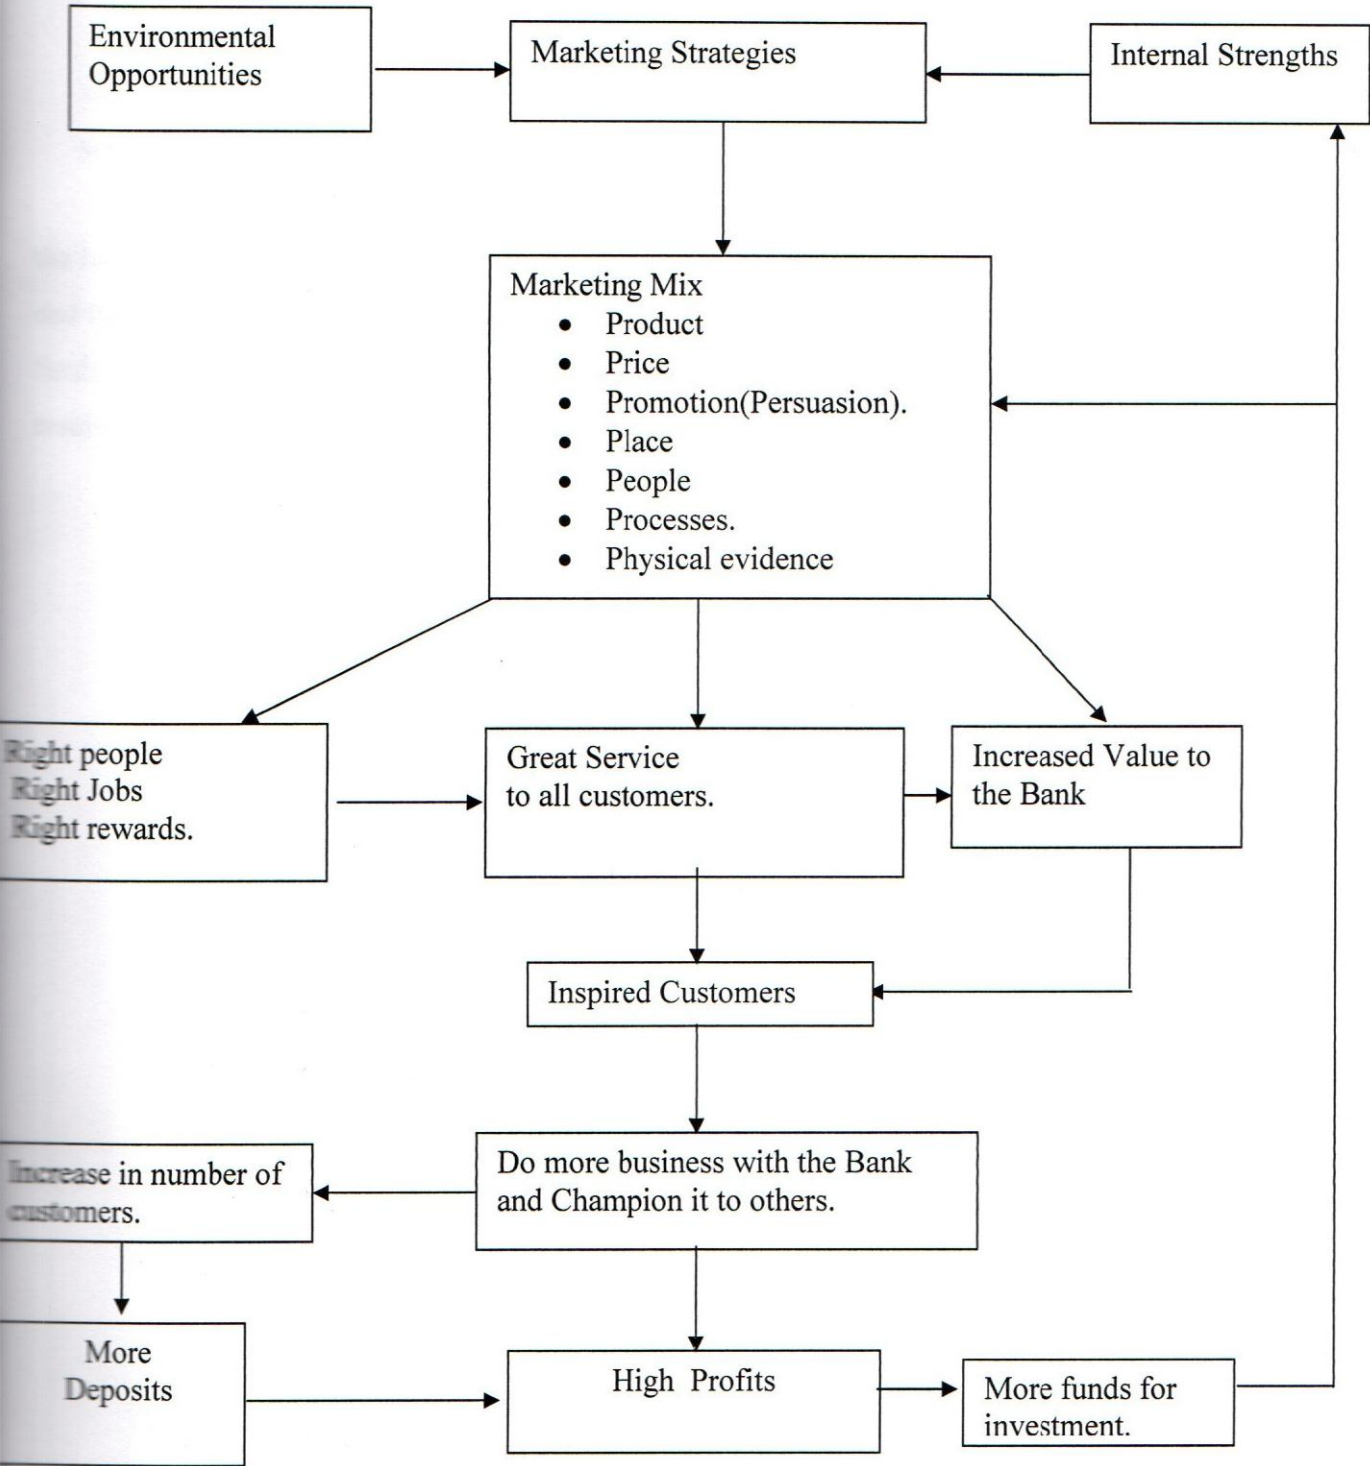 Environmental
Opportunities
Marketing Strategies
Internal Strengths
Marketing Mix
• Product
• Price
• Promotion(Persuasion).
• Place
• People
• Processes.
• Physical evidence
Right people
Right Jobs
Right rewards.
Great Service
to all customers.
Increased Value to
the Bank
Inspired Customers
Increase in number of
customers.
Do more business with the Bank
and Champion it to others.
More
Deposits
High Profits
More funds for
investment.